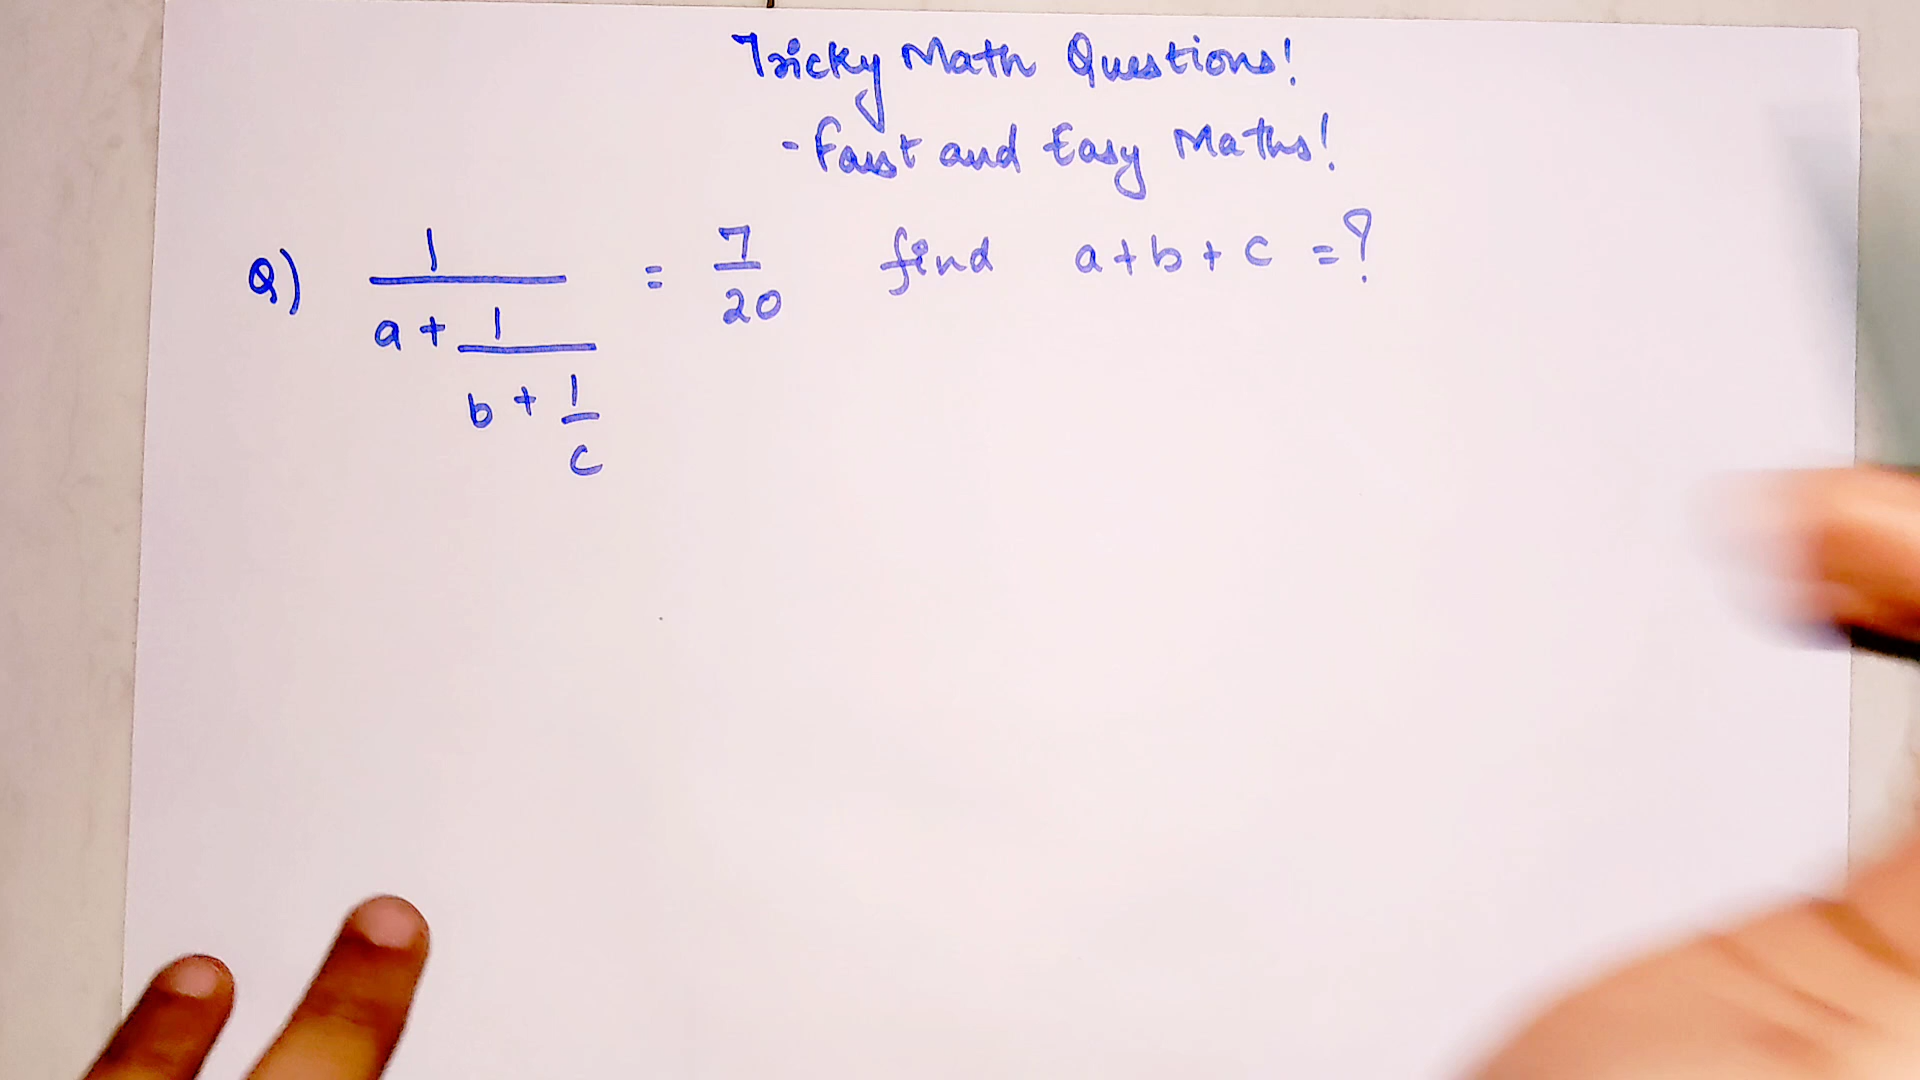 Tricky Math Questions!
- Fast and Easy Maths!
Q) 1 / (a + 1 / (b + 1 / c)) = 7 / 20 find a + b + c = ?